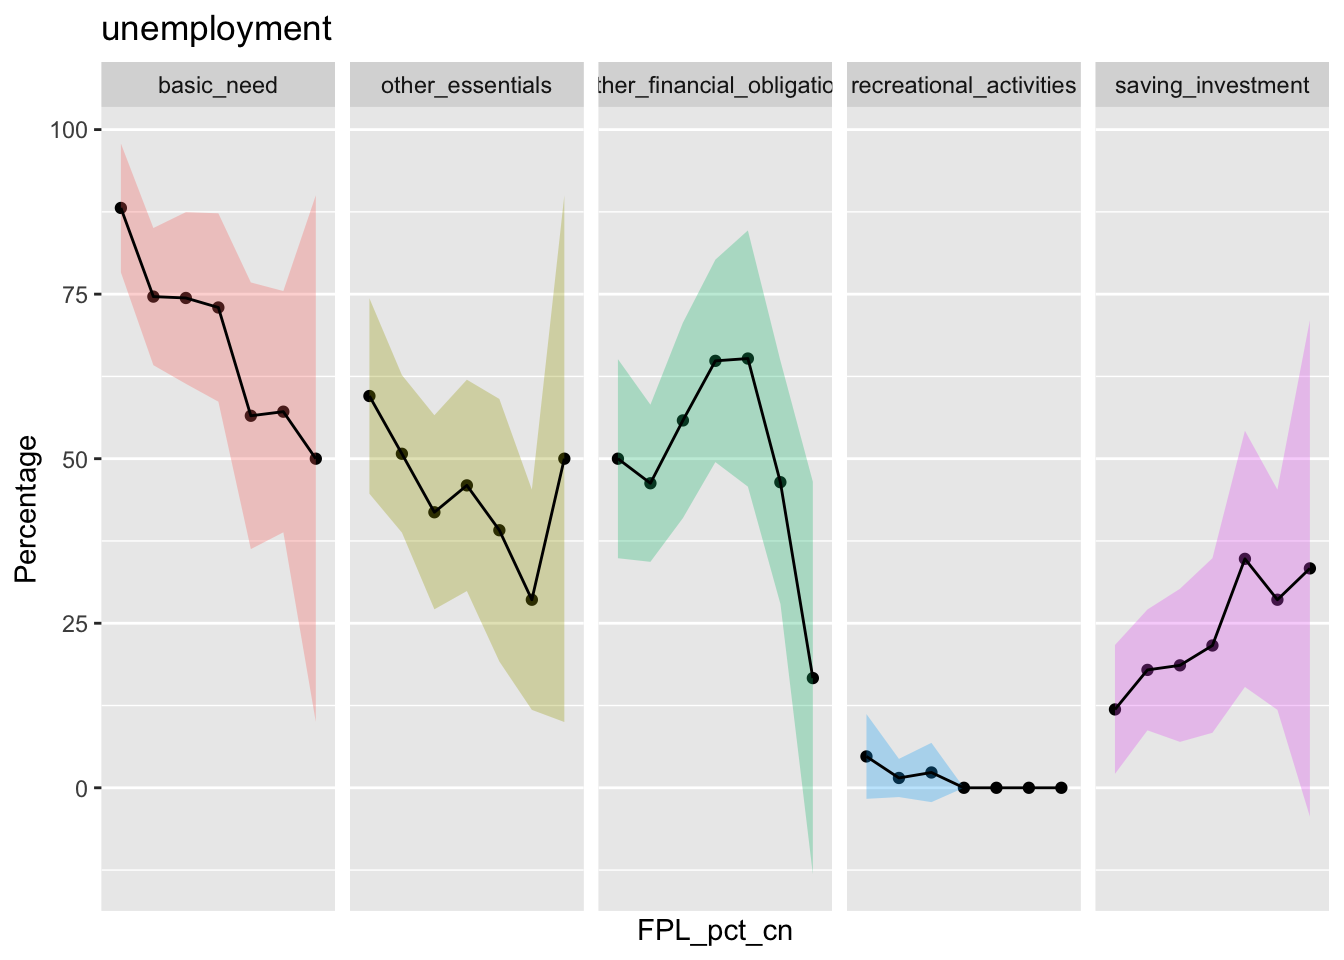 unemployment
basic_need
other_essentials
ther_financial_obligatio
recreational_activities
saving_investment
100
75
50
25
0
Percentage
FPL_pct_cn